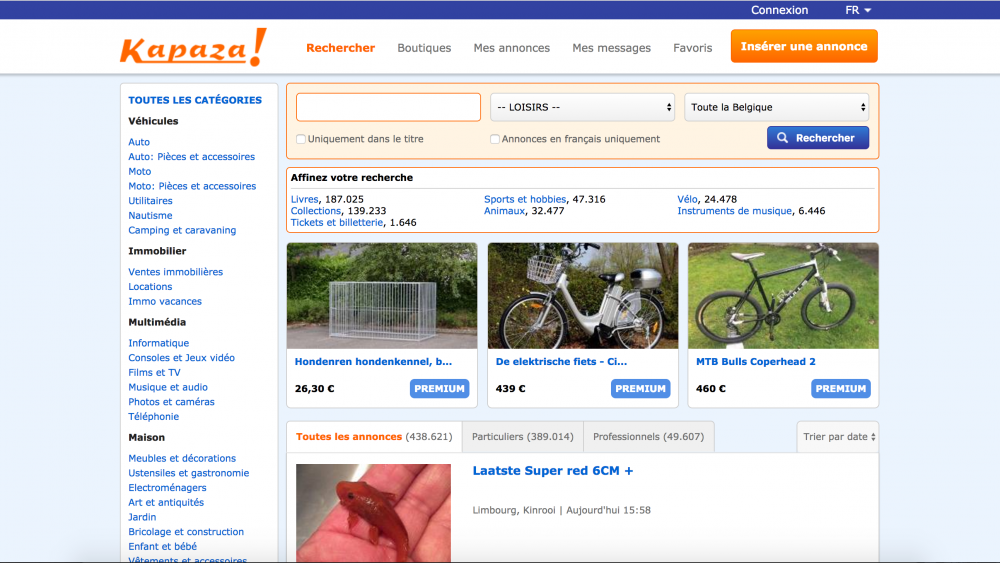 Connexion FR
Kapaza!
Rechercher Boutiques Mes annonces Mes messages Favoris Insérer une annonce
TOUTES LES CATÉGORIES
Véhicules
Auto
Auto: Pièces et accessoires
Moto
Moto: Pièces et accessoires
Utilitaires
Nautisme
Camping et caravaning
Immobilier
Ventes immobilières
Locations
Immo vacances
Multimédia
Informatique
Consoles et Jeux vidéo
Films et TV
Musique et audio
Photos et caméras
Téléphonie
Maison
Meubles et décorations
Ustensiles et gastronomie
Electroménagers
Art et antiquités
Jardin
Bricolage et construction
Enfant et bébé
Vêtements et accessoires
-- LOISIRS -- Toute la Belgique
Uniquement dans le titre Annonces en français uniquement Rechercher
Affinez votre recherche
Livres, 187.025 Sports et hobbies, 47.316 Vélo, 24.478
Collections, 139.233 Animaux, 32.477 Instruments de musique, 6.446
Tickets et billetterie, 1.646
Hondenren hondenkennel, b... De elektrische fiets - Ci... MTB Bulls Coperhead 2
26,30 € PREMIUM 439 € PREMIUM 460 € PREMIUM
Toutes les annonces (438.621) Particuliers (389.014) Professionnels (49.607) Trier par date
Laatste Super red 6CM +
Limbourg, Kinrooi | Aujourd'hui 15:58